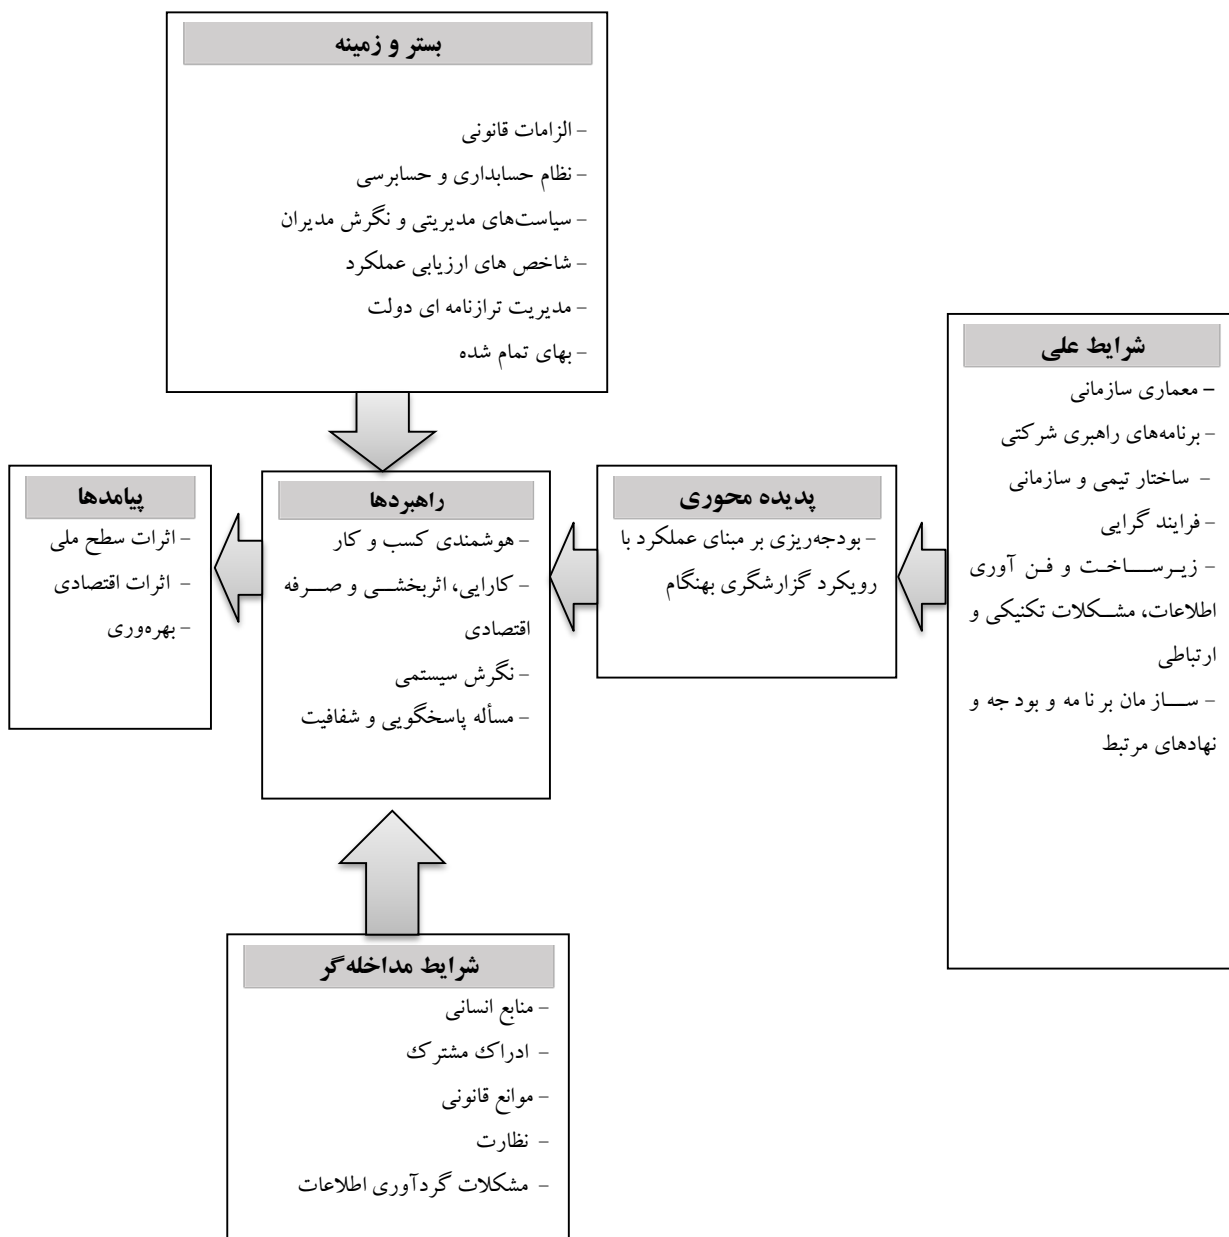 بستر و زمینه
- الزامات قانونی
- نظام حسابداری و حسابرسی
- سیاست‌های مدیریتی و نگرش مدیران
- شاخص های ارزیابی عملکرد
- مدیریت ترازنامه ای دولت
- بهای تمام شده
شرایط علی
- معماری سازمانی
- برنامه‌های راهبری شرکتی
- ساختار تیمی و سازمانی
- فرایند گرایی
- زیرساخت و فن آوری
اطلاعات، مشکلات تکنیکی و
ارتباطی
- سازمان برنامه و بودجه و
نهادهای مرتبط
پدیده محوری
- بودجه‌ریزی بر مبنای عملکرد با
رویکرد گزارشگری بهنگام
راهبردها
- هوشمندی کسب و کار
- کارایی، اثربخشی و صرفه
اقتصادی
- نگرش سیستمی
- مسأله پاسخگویی و شفافیت
پیامدها
- اثرات سطح ملی
- اثرات اقتصادی
- بهره‌وری
شرایط مداخله‌گر
- منابع انسانی
- ادراک مشترک
- موانع قانونی
- نظارت
- مشکلات گردآوری اطلاعات